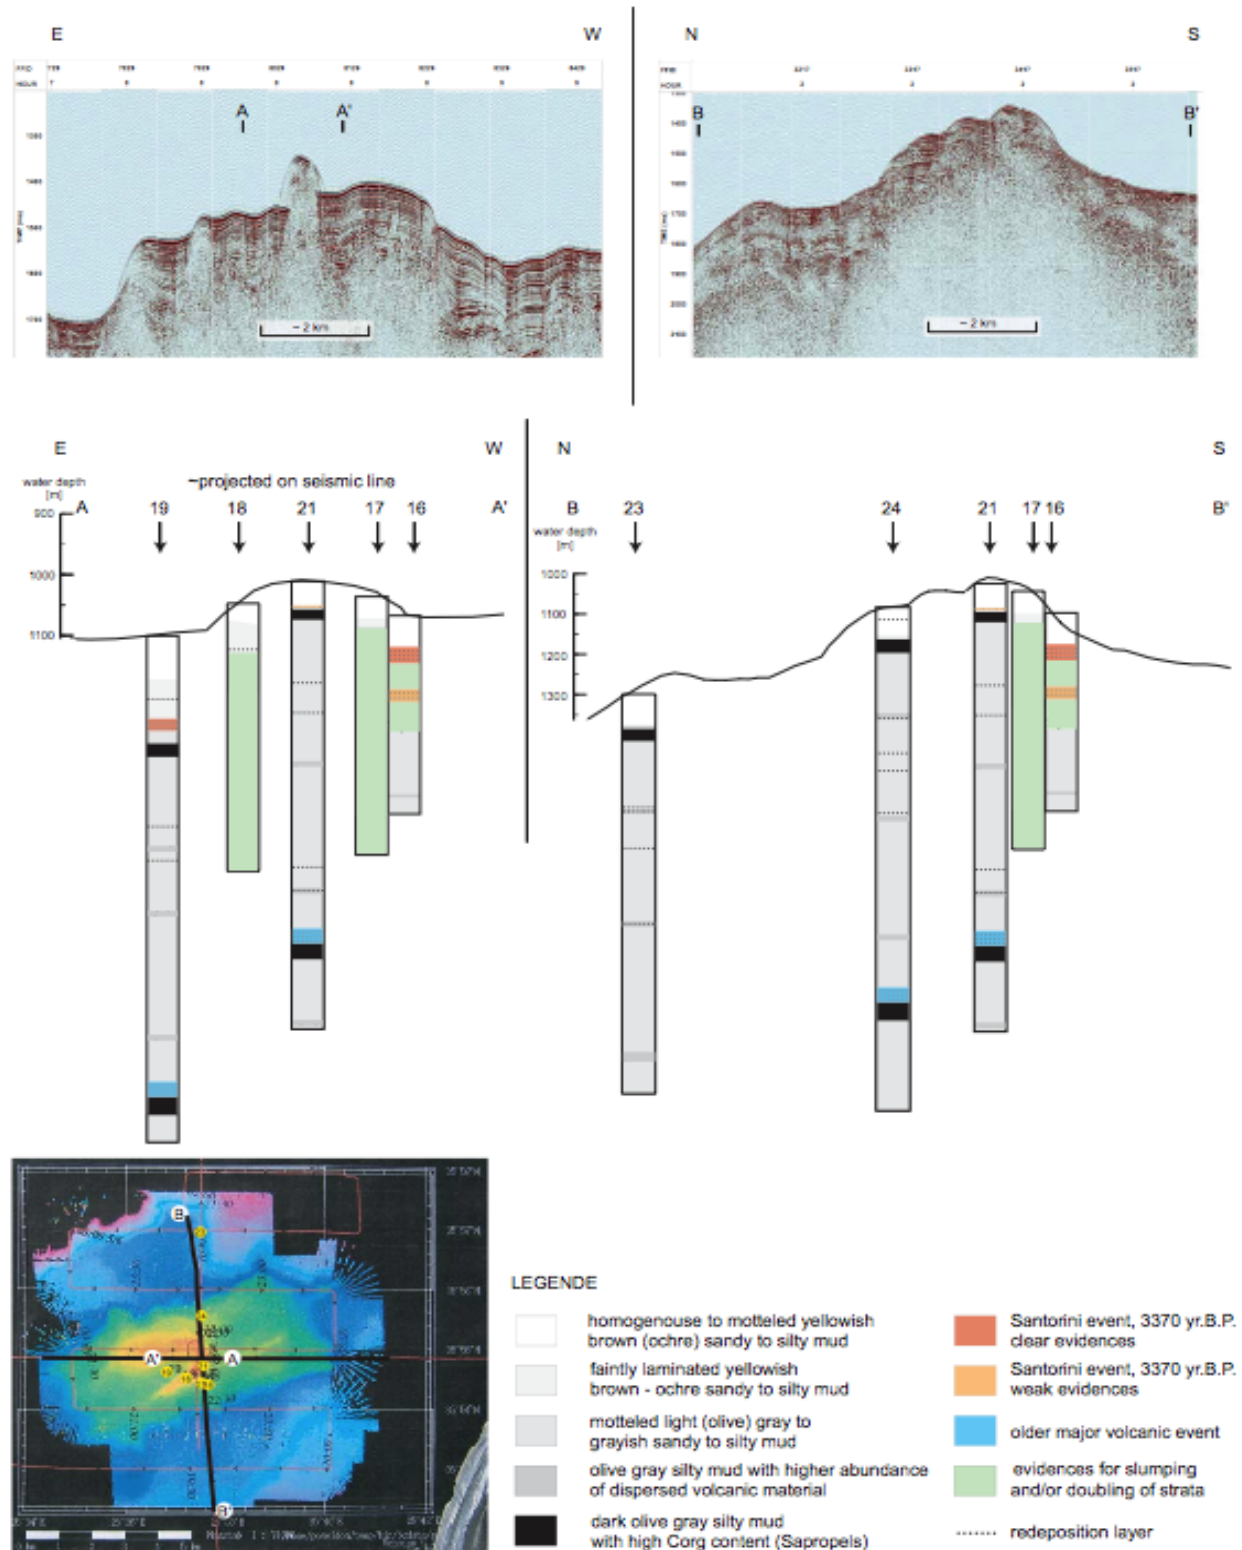 E
W
N
S
HOUR
A
A'
B
B'
~ 2 km
~ 2 km
E
W
N
S
water depth
[m]
~projected on seismic line
A
19
18
21
17
16
A'
900
1000
1100
B
23
24
21
17
16
B'
water depth
[m]
1000
1100
1200
1300
B
A'
A
B'
LEGENDE
homogenouse to motteled yellowish
brown (ochre) sandy to silty mud
faintly laminated yellowish
brown - ochre sandy to silty mud
motteled light (olive) gray to
grayish sandy to silty mud
olive gray silty mud with higher abundance
of dispersed volcanic material
dark olive gray silty mud
with high Corg content (Sapropels)
Santorini event, 3370 yr.B.P.
clear evidences
Santorini event, 3370 yr.B.P.
weak evidences
older major volcanic event
evidences for slumping
and/or doubling of strata
redeposition layer